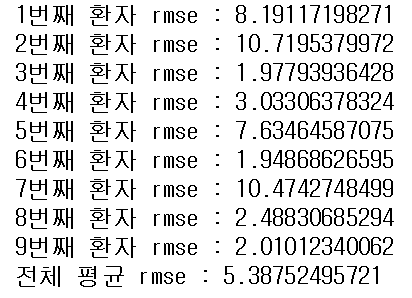 1번째 환자 rmse : 8.19117198271
2번째 환자 rmse : 10.7195379972
3번째 환자 rmse : 1.97793936428
4번째 환자 rmse : 3.03306378324
5번째 환자 rmse : 7.63464587075
6번째 환자 rmse : 1.94868626595
7번째 환자 rmse : 10.4742748499
8번째 환자 rmse : 2.48830685294
9번째 환자 rmse : 2.01012340062
전체 평균 rmse : 5.38752495721